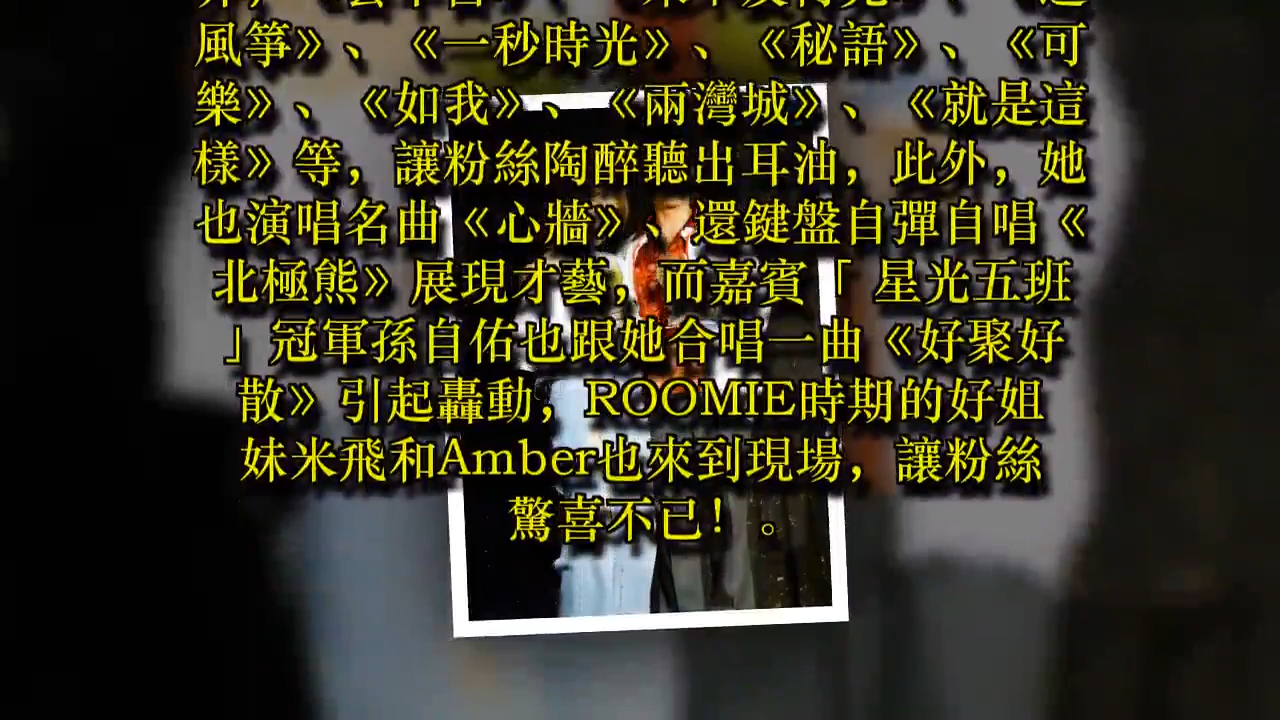 風箏》、《一秒時光》、《秘語》、《可
樂》、《如我》、《兩灣城》、《就是這
樣》等，讓粉絲陶醉聽出耳油，此外，她
也演唱名曲《心牆》、還鍵盤自彈自唱《
北極熊》展現才藝，而嘉賓「 星光五班
」冠軍孫自佑也跟她合唱一曲《好聚好
散》引起轟動，ROOMIE時期的好姐
妹米飛和Amber也來到現場，讓粉絲
驚喜不已！。